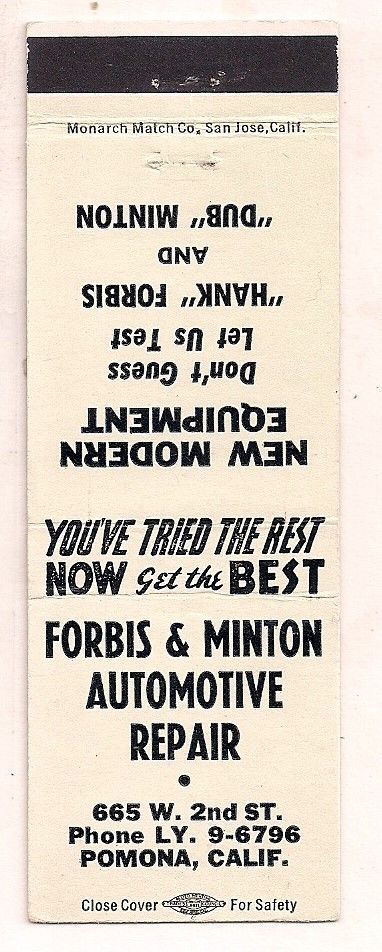 Monarch Match Co. San Jose, Calif.
NEW MODERN
EQUIPMENT
Don't Guess
Let Us Test
"HANK" FORBIS
AND
"DUB" MINTON
YOU'VE TRIED THE REST
NOW Get the BEST
FORBIS & MINTON
AUTOMOTIVE
REPAIR
665 W. 2nd ST.
Phone LY. 9-6796
POMONA, CALIF.
Close Cover For Safety